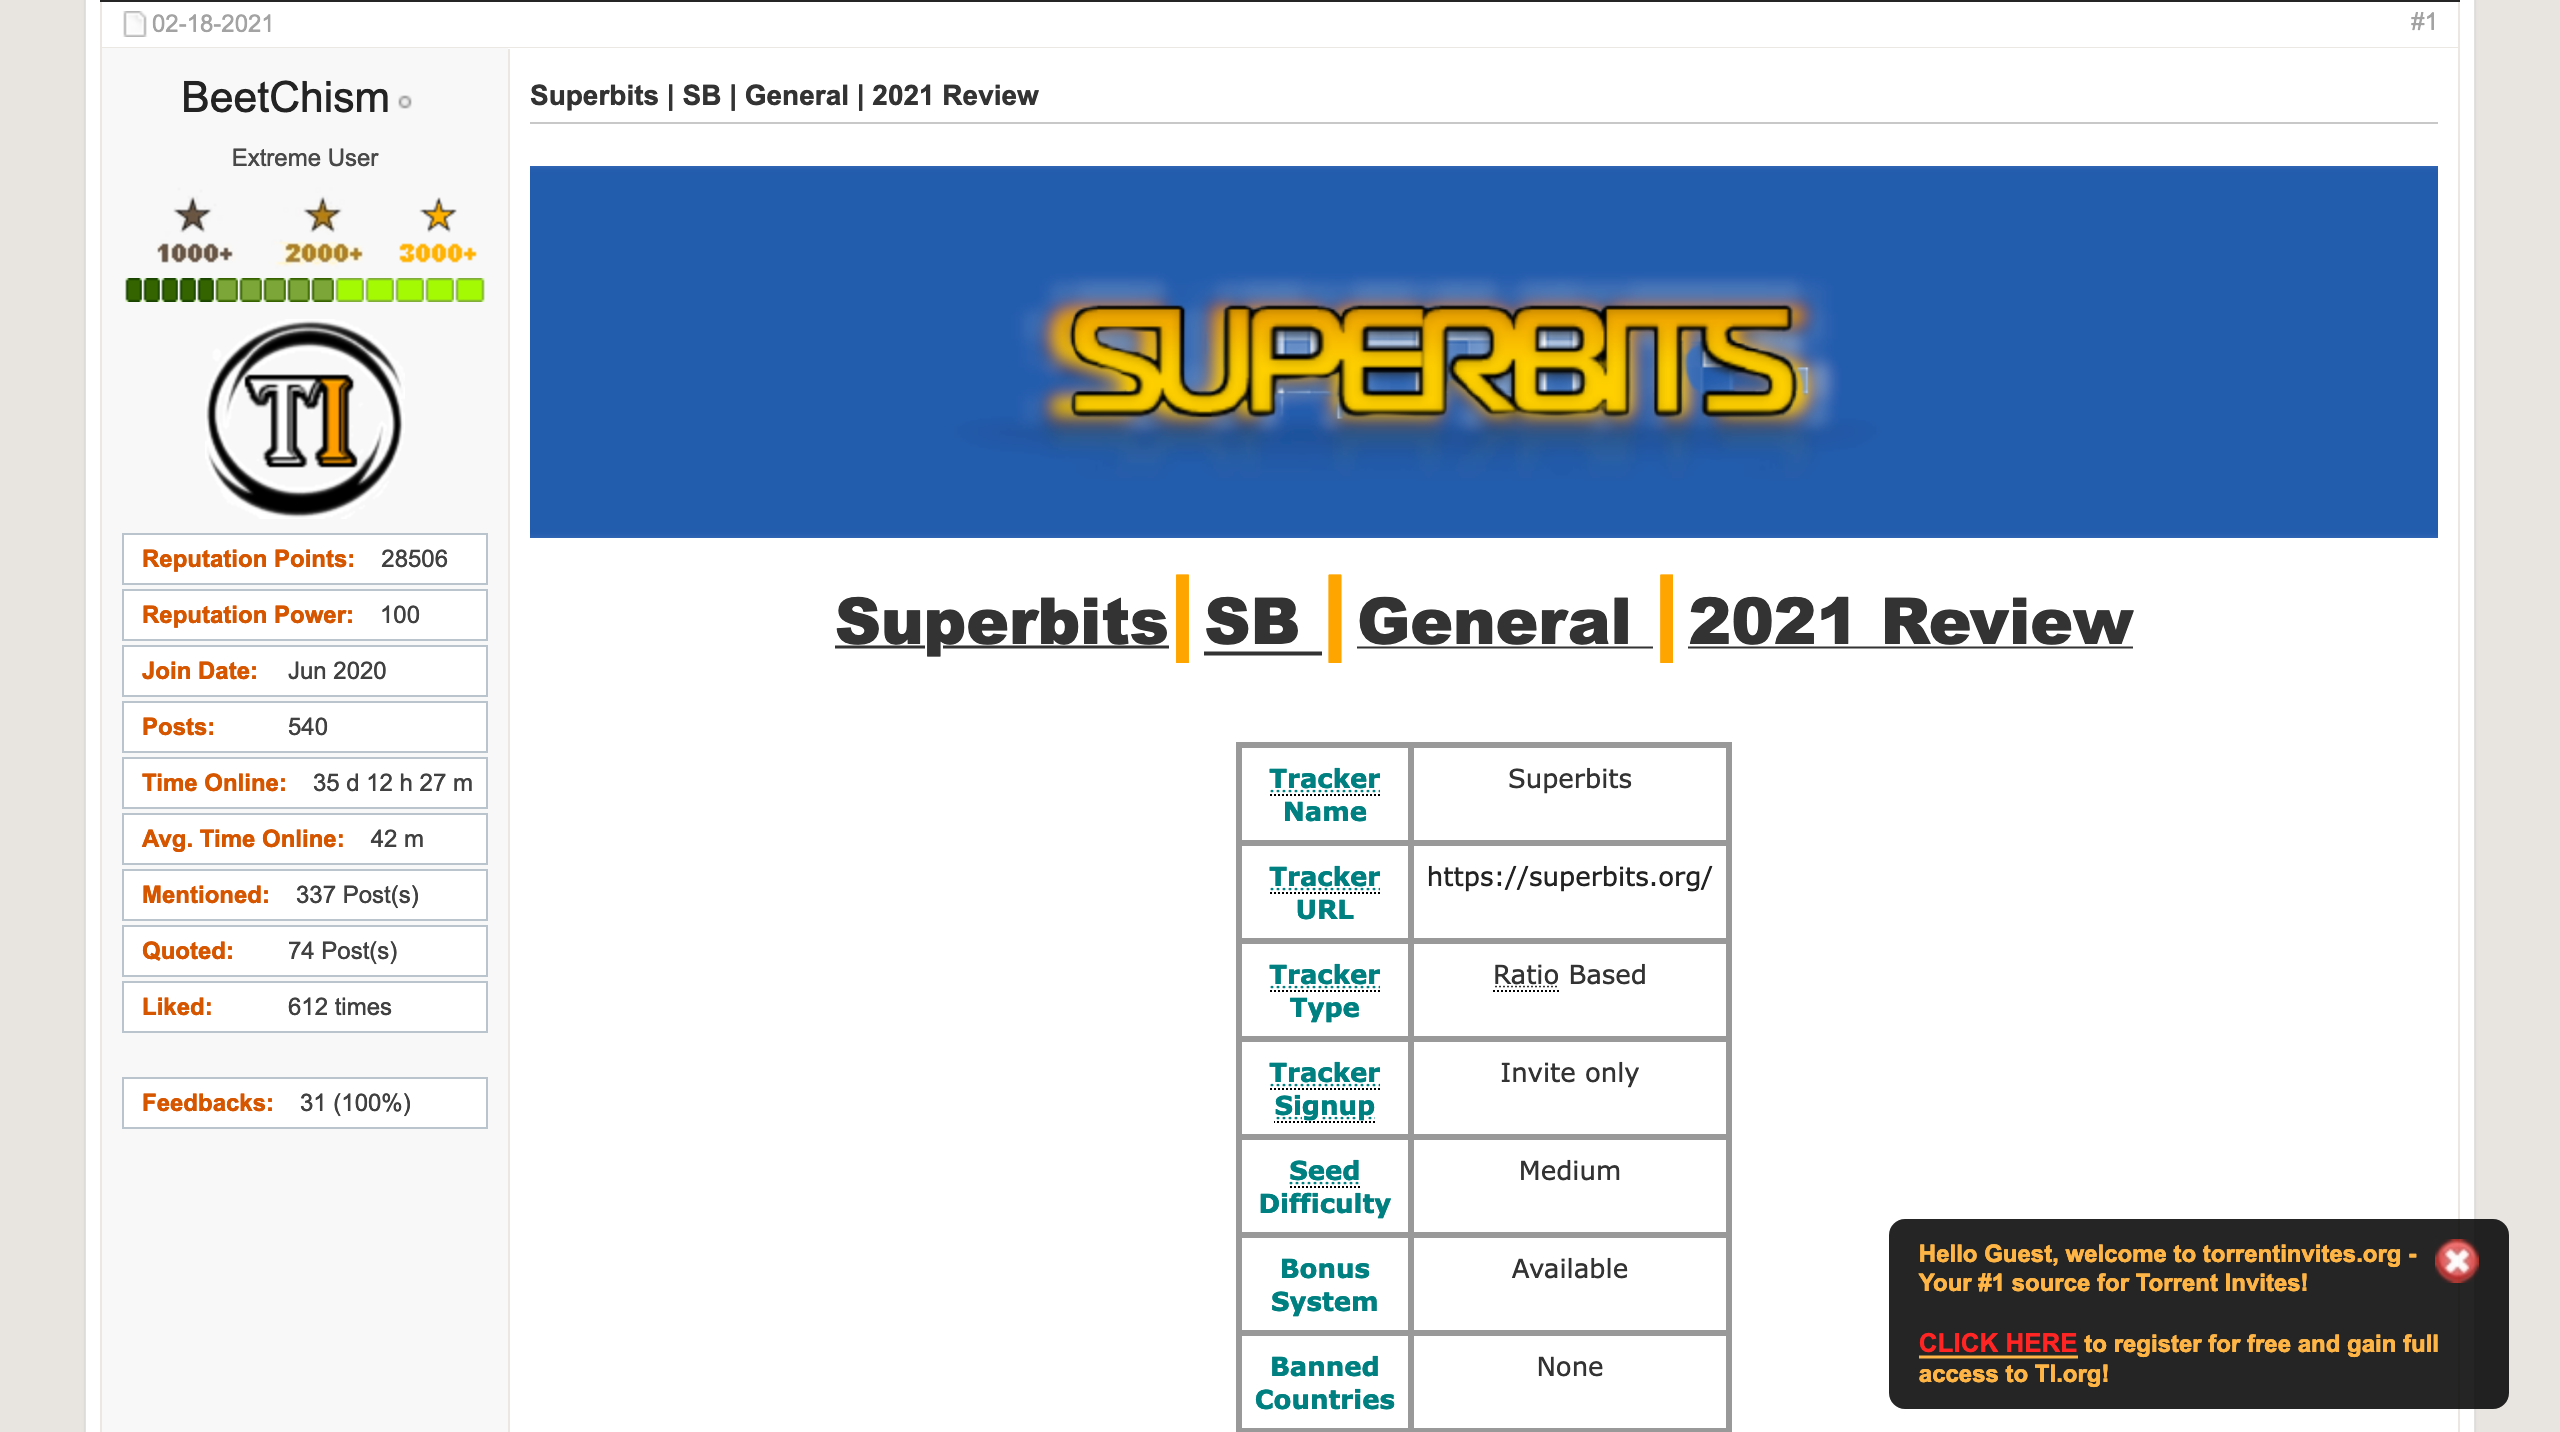 02-18-2021
#1
BeetChism
Extreme User
1000+ 2000+ 3000+
TI
Reputation Points: 28506
Reputation Power: 100
Join Date: Jun 2020
Posts: 540
Time Online: 35 d 12 h 27 m
Avg. Time Online: 42 m
Mentioned: 337 Post(s)
Quoted: 74 Post(s)
Liked: 612 times
Feedbacks: 31 (100%)
Superbits | SB | General | 2021 Review
SUPERBITS
Superbits | SB | General | 2021 Review
Tracker
Name
Superbits
Tracker
URL
https://superbits.org/
Tracker
Type
Ratio Based
Tracker
Signup
Invite only
Seed
Difficulty
Medium
Bonus
System
Available
Banned
Countries
None
Hello Guest, welcome to torrentinvites.org -
Your #1 source for Torrent Invites!
CLICK HERE to register for free and gain full
access to TI.org!